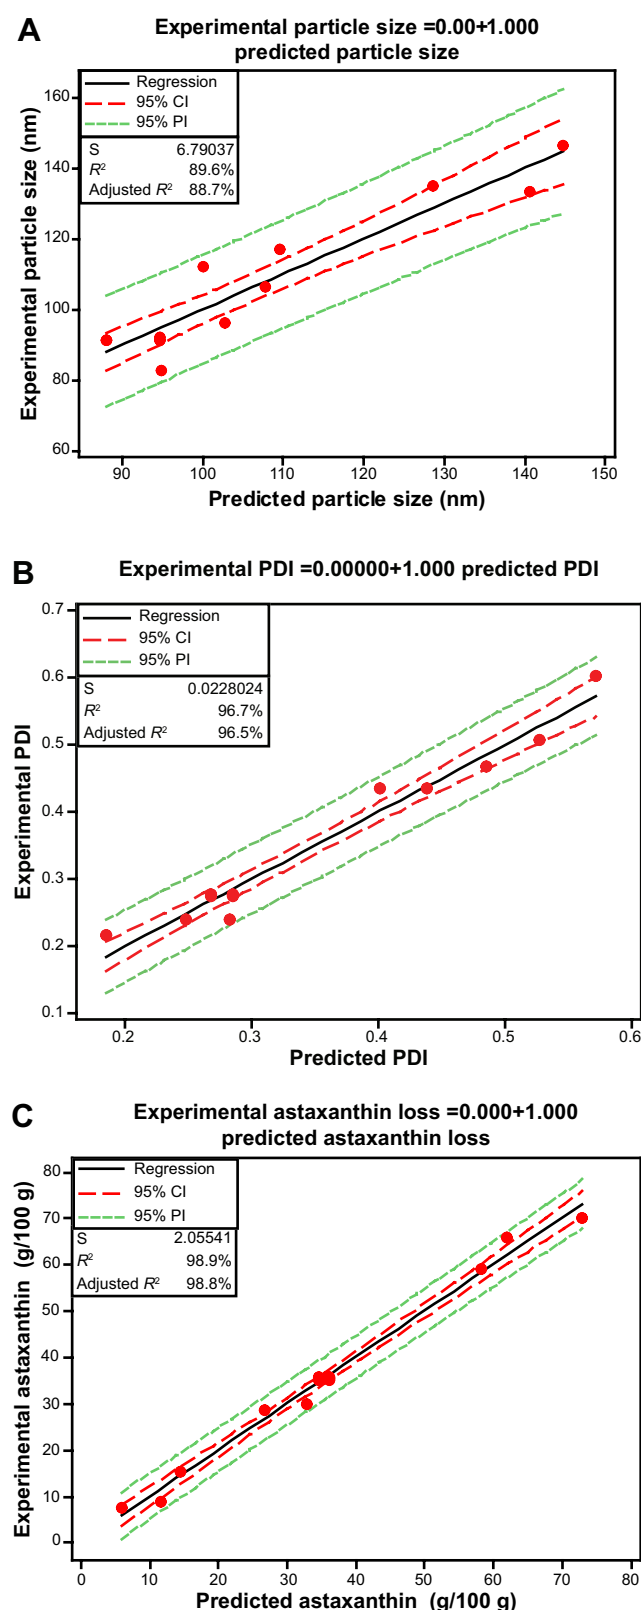 A
Experimental particle size =0.00+1.000
predicted particle size
Regression
95% CI
95% PI
S 6.79037
R² 89.6%
Adjusted R² 88.7%
Experimental particle size (nm)
160
140
120
100
80
60
90 100 110 120 130 140 150
Predicted particle size (nm)
B
Experimental PDI =0.00000+1.000 predicted PDI
Regression
95% CI
95% PI
S 0.0228024
R² 96.7%
Adjusted R² 96.5%
Experimental PDI
0.7
0.6
0.5
0.4
0.3
0.2
0.1
0.2 0.3 0.4 0.5 0.6
Predicted PDI
C
Experimental astaxanthin loss =0.000+1.000
predicted astaxanthin loss
Regression
95% CI
95% PI
S 2.05541
R² 98.9%
Adjusted R² 98.8%
Experimental astaxanthin (g/100 g)
80
70
60
50
40
30
20
10
0
0 10 20 30 40 50 60 70 80
Predicted astaxanthin (g/100 g)